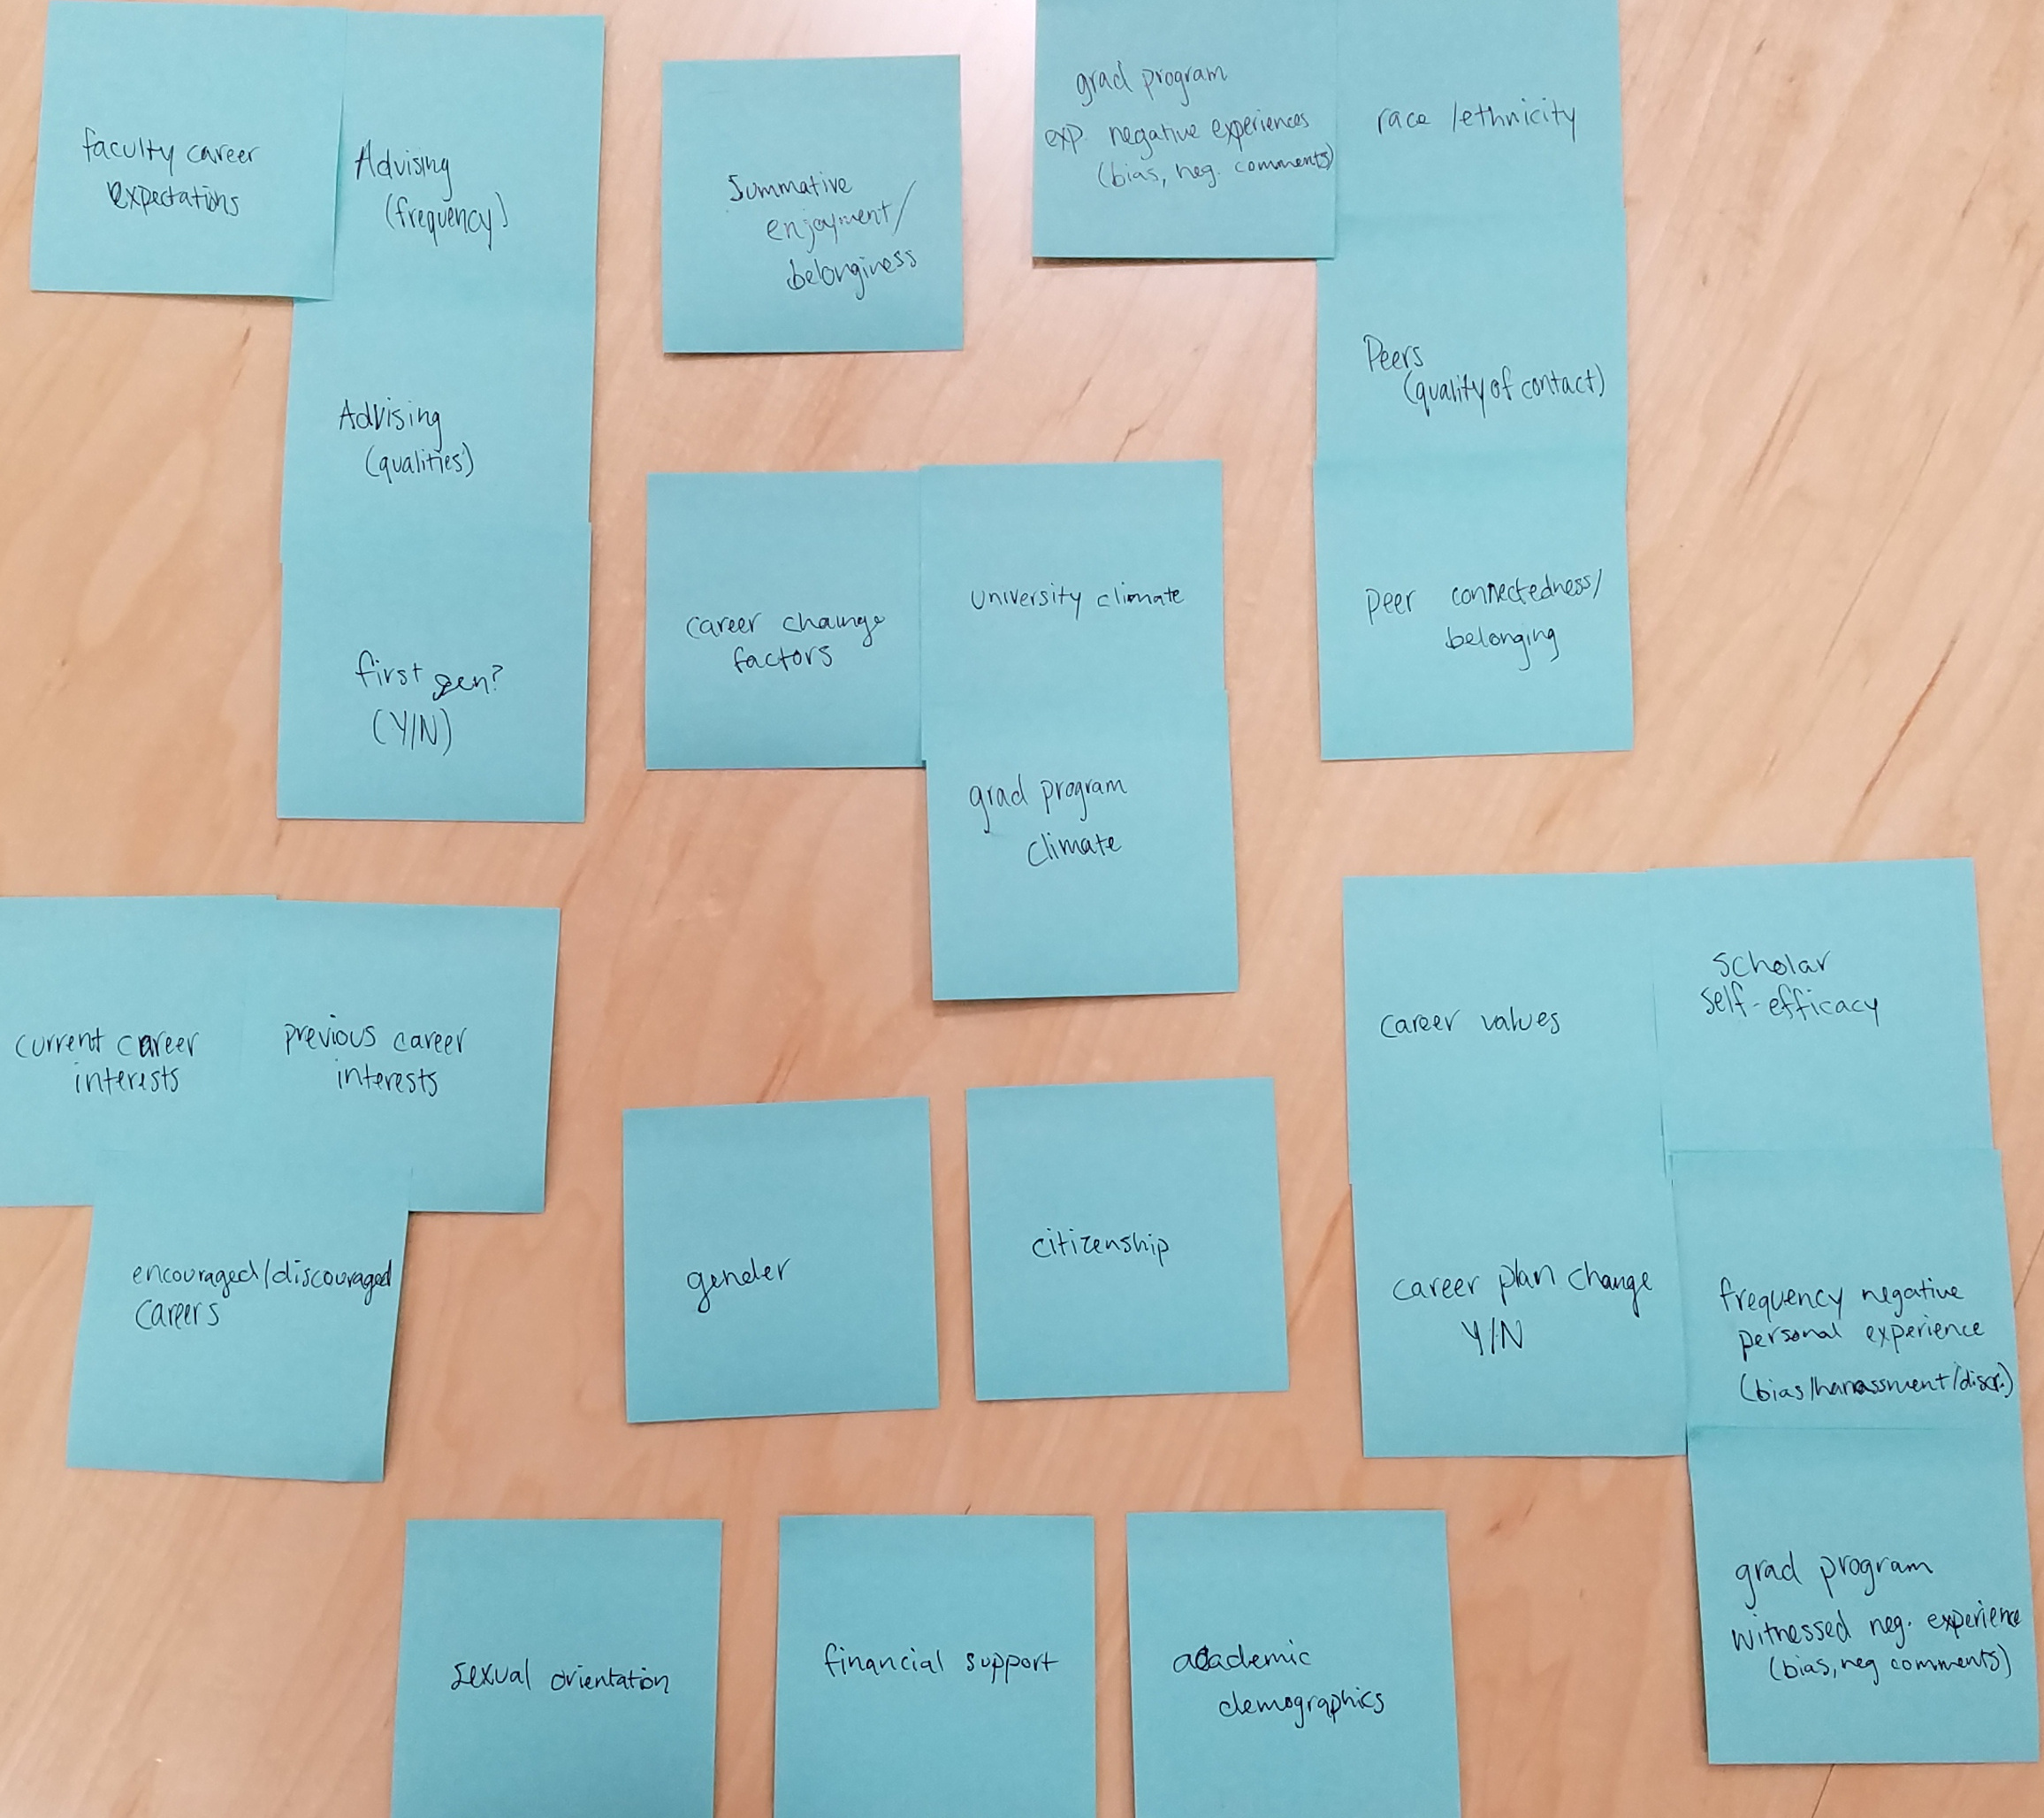 faculty career
expectations
Advising
(frequency)
Advising
(qualities)
first gen?
(Y/N)
Summative
enjoyment/
belonginess
grad program
exp. negative experiences
(bias, neg. comments)
race /ethnicity
Peers
(quality of contact)
peer connectedness/
belonging
career change
factors
University climate
grad program
climate
current career
interests
previous career
interests
encouraged/discouraged
careers
gender
citizenship
career values
scholar
self-efficacy
career plan change
Y/N
frequency negative
personal experience
(bias/harrassment/discr.)
grad program
witnessed neg. experience
(bias, neg comments)
sexual orientation
financial support
academic
demographics